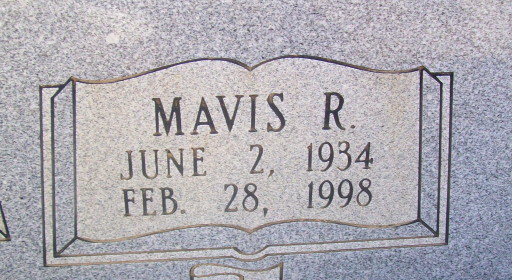 MAVIS R.
JUNE 2, 1934
FEB. 28, 1998